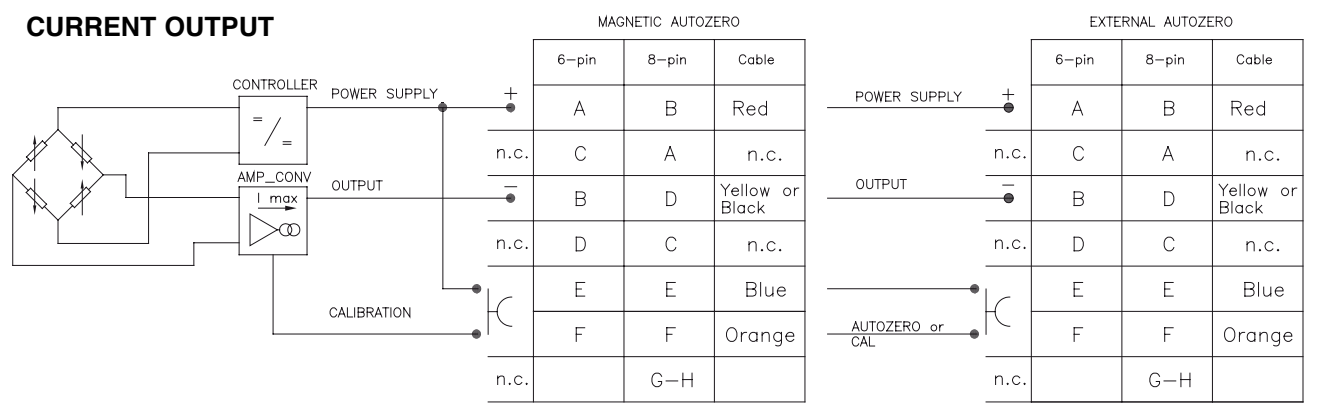 CURRENT OUTPUT
MAGNETIC AUTOZERO
EXTERNAL AUTOZERO
6-pin 8-pin Cable
6-pin 8-pin Cable
CONTROLLER
= / =
POWER SUPPLY + A B Red
POWER SUPPLY + A B Red
n.c. C A n.c.
n.c. C A n.c.
AMP_CONV
I max
OUTPUT - B D Yellow or
Black
OUTPUT - B D Yellow or
Black
n.c. D C n.c.
n.c. D C n.c.
E E Blue
E E Blue
CALIBRATION
F F Orange
AUTOZERO or
CAL
F F Orange
n.c. G-H
n.c. G-H